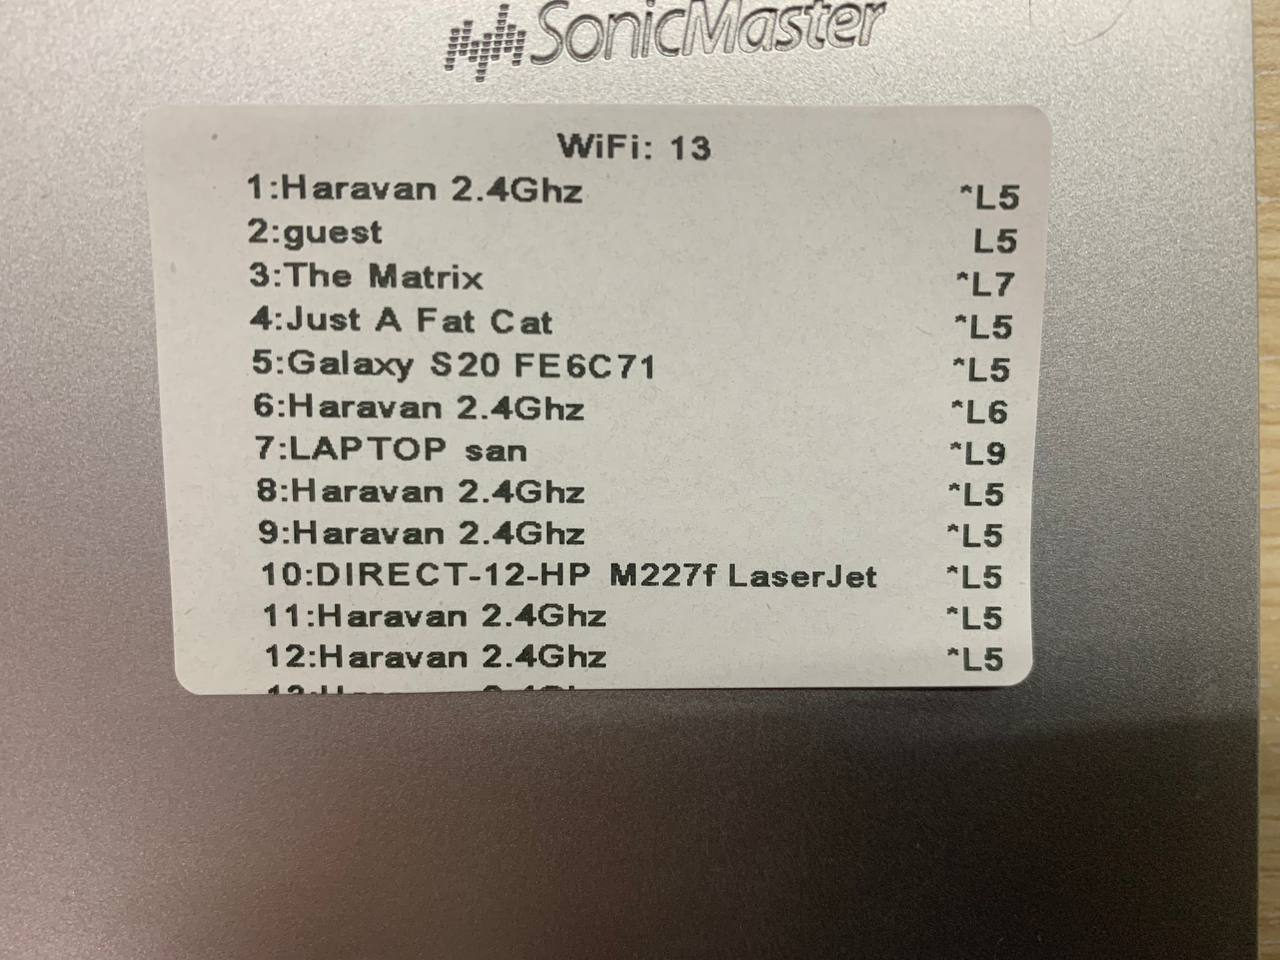 SonicMaster
WiFi: 13
1:Haravan 2.4Ghz *L5
2:guest L5
3:The Matrix *L7
4:Just A Fat Cat *L5
5:Galaxy S20 FE6C71 *L5
6:Haravan 2.4Ghz *L6
7:LAPTOP san *L9
8:Haravan 2.4Ghz *L5
9:Haravan 2.4Ghz *L5
10:DIRECT-12-HP M227f LaserJet *L5
11:Haravan 2.4Ghz *L5
12:Haravan 2.4Ghz *L5